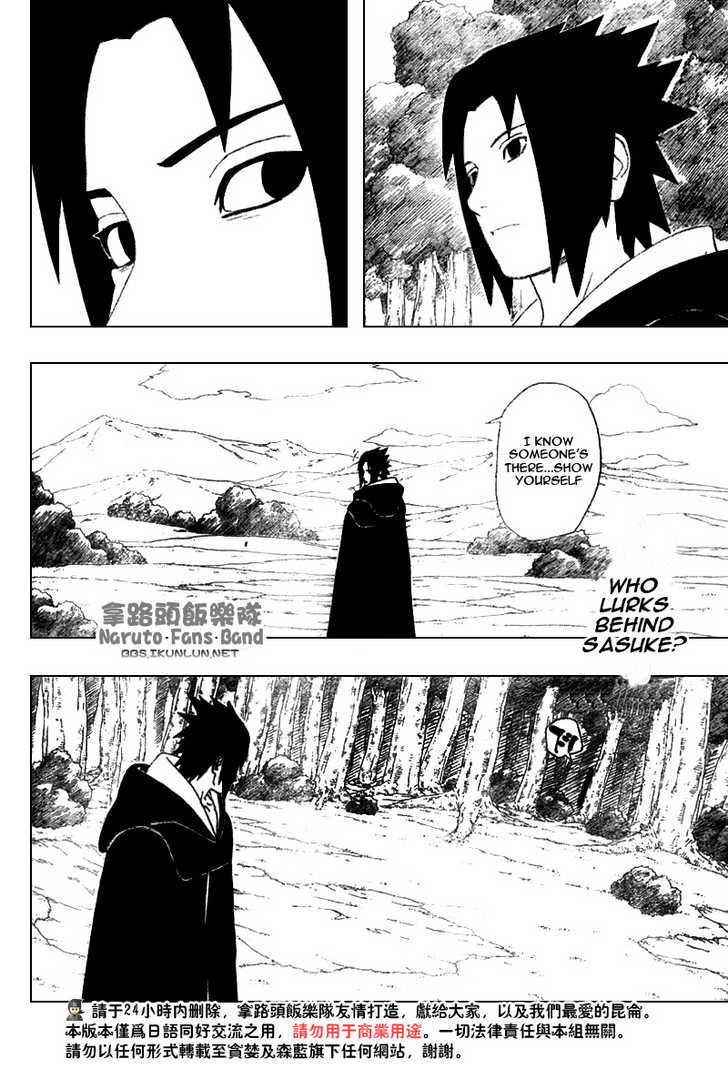 I KNOW
SOMEONE'S
THERE...SHOW
YOURSELF
WHO
LURKS
BEHIND
SASUKE?
拿路頭飯樂隊
Naruto·Fans·Band
BBS.IKUNLUN.NET
請于24小時内刪除，拿路頭飯樂隊友情打造，獻給大家，以及我們最愛的昆侖。
本版本僅爲日語同好交流之用，請勿用于商業用途。一切法律責任與本組無關。
請勿以任何形式轉載至貪婪及森藍旗下任何網站，謝謝。